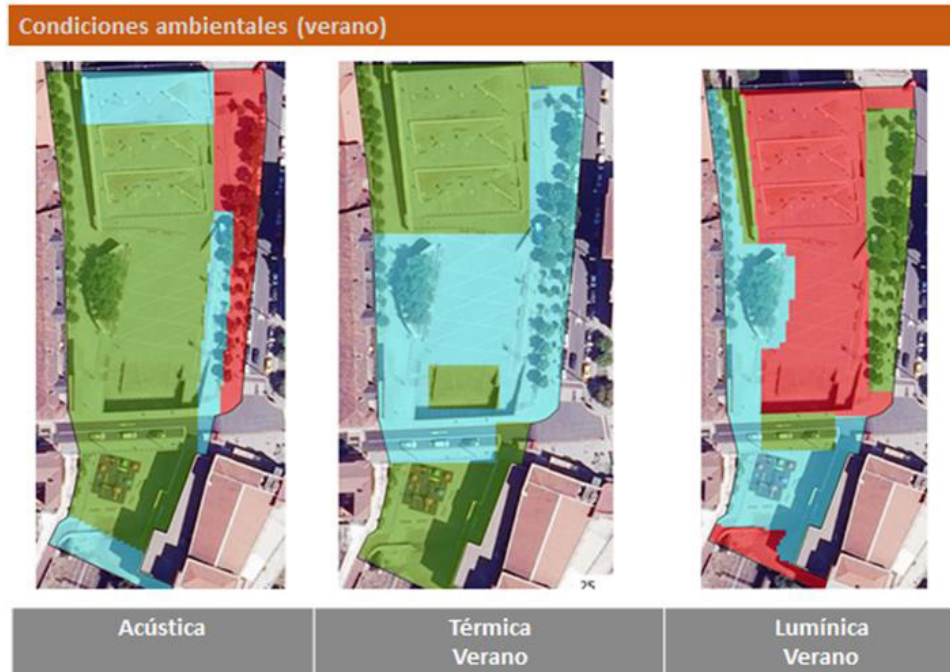 Condiciones ambientales (verano)
25
Acústica
Térmica
Verano
Lumínica
Verano